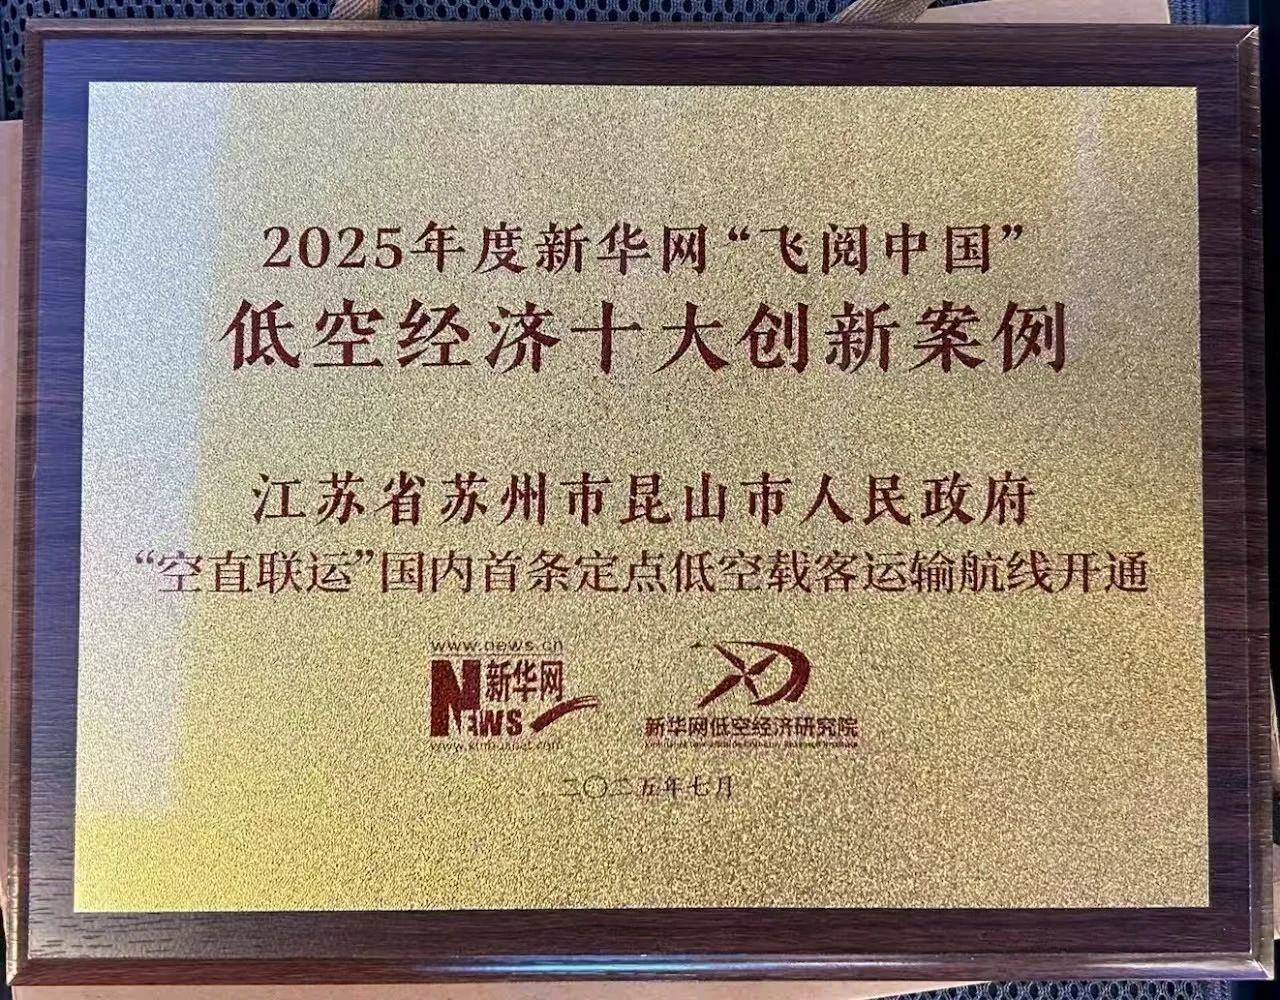 2025年度新华网“飞阅中国”
低空经济十大创新案例
江苏省苏州市昆山市人民政府
“空直联运”国内首条定点低空载客运输航线开通
www.news.cn
新华网
NEWS
www.xinhuanet.com
新华网低空经济研究院
二〇二五年七月